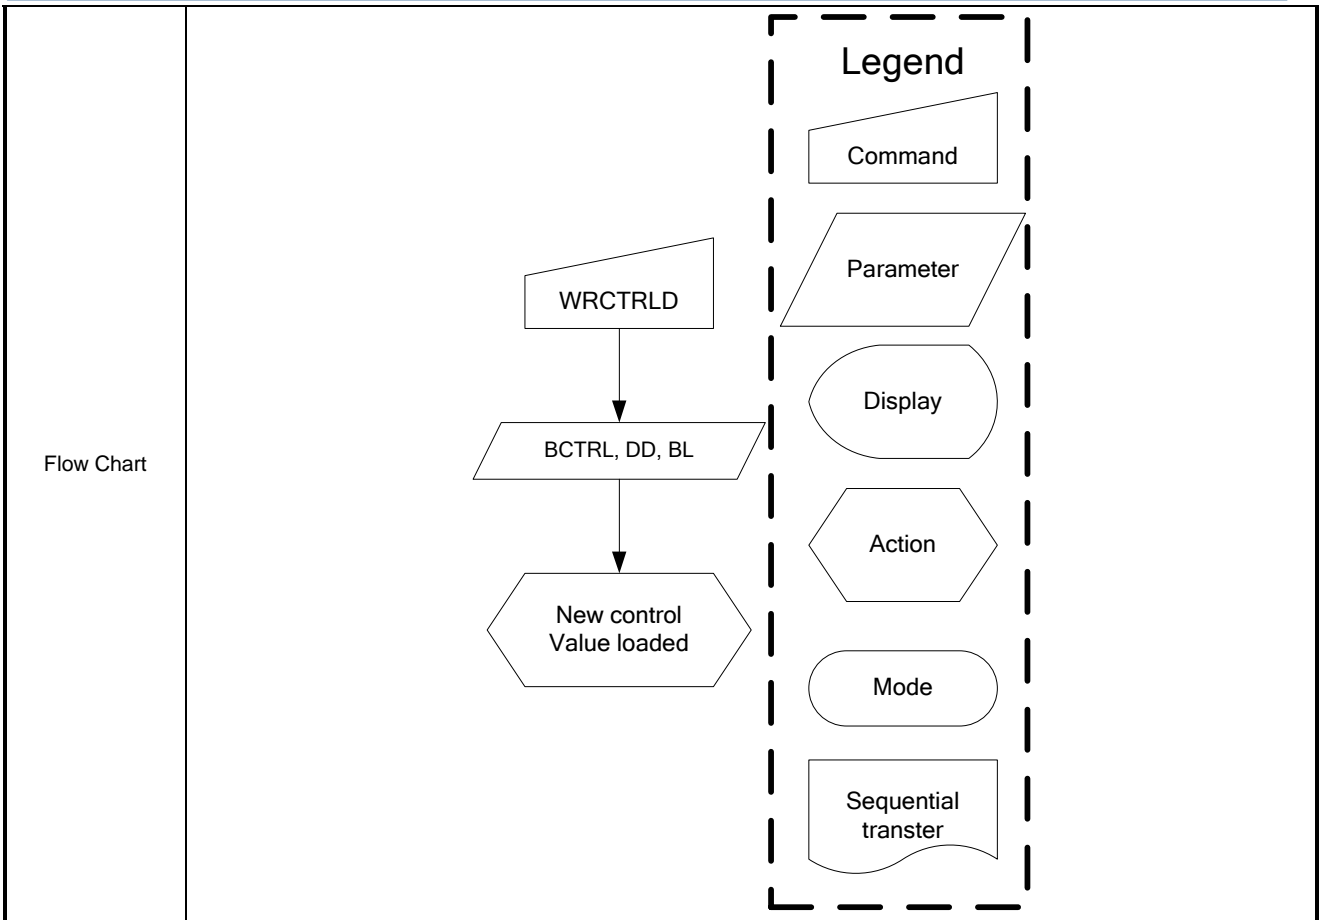 Flow Chart
WRCTRLD
BCTRL, DD, BL
New control
Value loaded
Legend
Command
Parameter
Display
Action
Mode
Sequential
transter